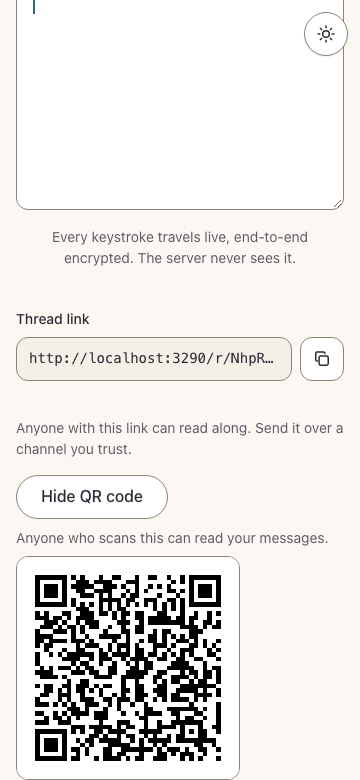 Every keystroke travels live, end-to-end
encrypted. The server never sees it.
Thread link
http://localhost:3290/r/NhpR…
Anyone with this link can read along. Send it over a
channel you trust.
Hide QR code
Anyone who scans this can read your messages.